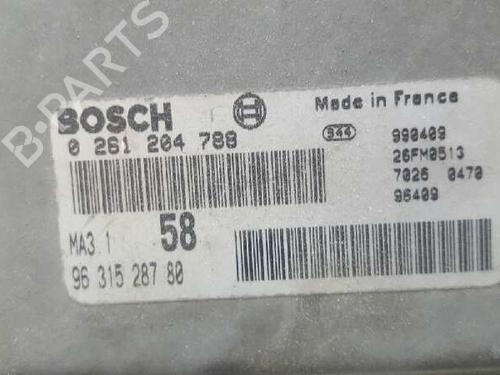 B-PARTS
BOSCH
Made in France
0 261 204 788
944
990409
26FM0513
7026 0470
96409
MA3.1 58
96 315 287 80